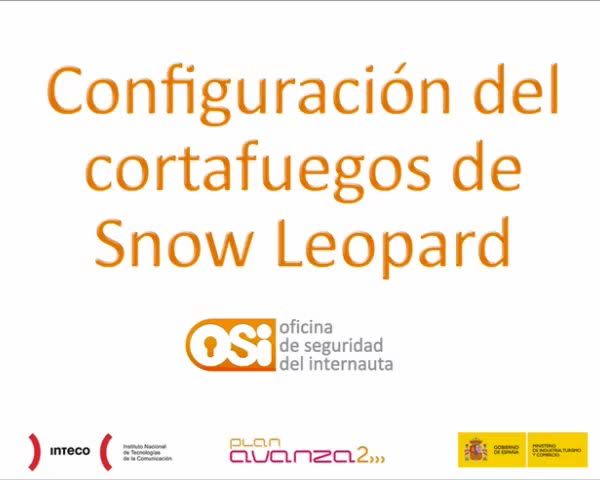 Configuración del
cortafuegos de
Snow Leopard
OSi
oficina
de seguridad
del internauta
INTECO
Instituto Nacional
de Tecnologías
de la Comunicación
plan
avanza2
GOBIERNO
DE ESPAÑA
MINISTERIO
DE INDUSTRIA, TURISMO
Y COMERCIO